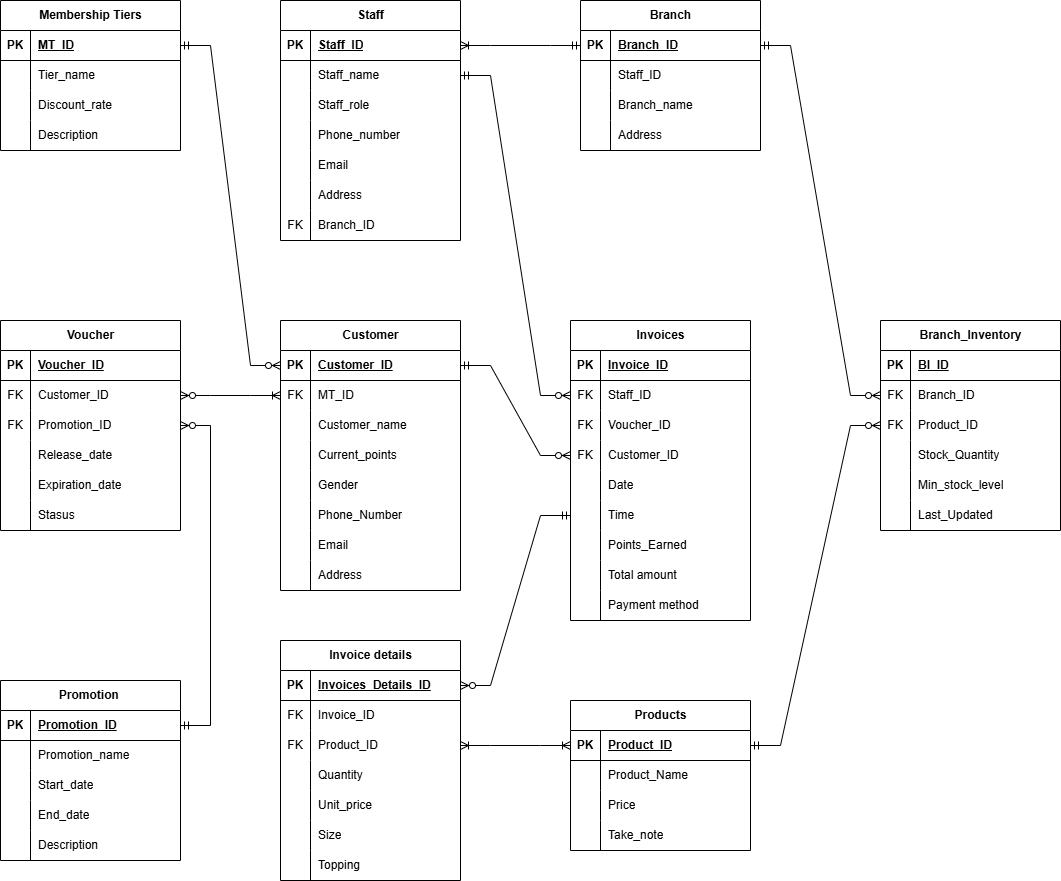 Membership Tiers
PK MT_ID
Tier_name
Discount_rate
Description
Staff
PK Staff_ID
Staff_name
Staff_role
Phone_number
Email
Address
FK Branch_ID
Branch
PK Branch_ID
Staff_ID
Branch_name
Address
Voucher
PK Voucher_ID
FK Customer_ID
FK Promotion_ID
Release_date
Expiration_date
Stasus
Customer
PK Customer_ID
FK MT_ID
Customer_name
Current_points
Gender
Phone_Number
Email
Address
Invoices
PK Invoice_ID
FK Staff_ID
FK Voucher_ID
FK Customer_ID
Date
Time
Points_Earned
Total amount
Payment method
Branch_Inventory
PK BI_ID
FK Branch_ID
FK Product_ID
Stock_Quantity
Min_stock_level
Last_Updated
Promotion
PK Promotion_ID
Promotion_name
Start_date
End_date
Description
Invoice details
PK Invoices_Details_ID
FK Invoice_ID
FK Product_ID
Quantity
Unit_price
Size
Topping
Products
PK Product_ID
Product_Name
Price
Take_note